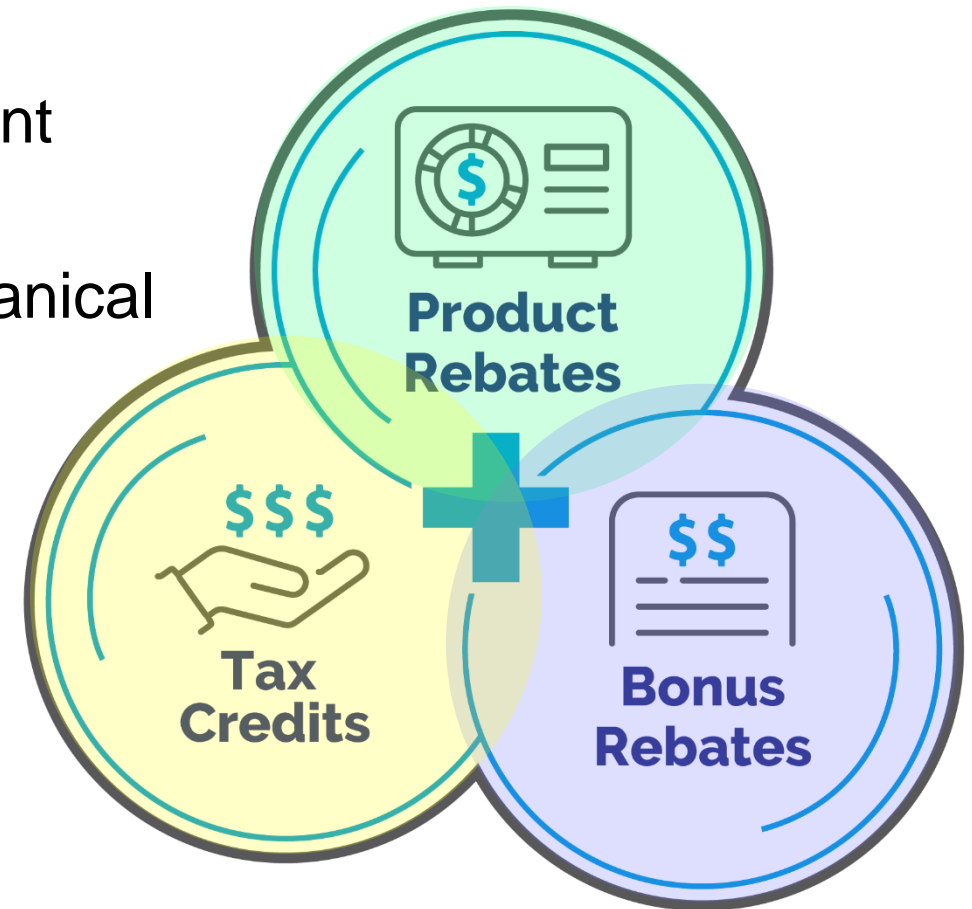 nt
anical
$
Product
Rebates
$$$
Tax
Credits
$$
Bonus
Rebates